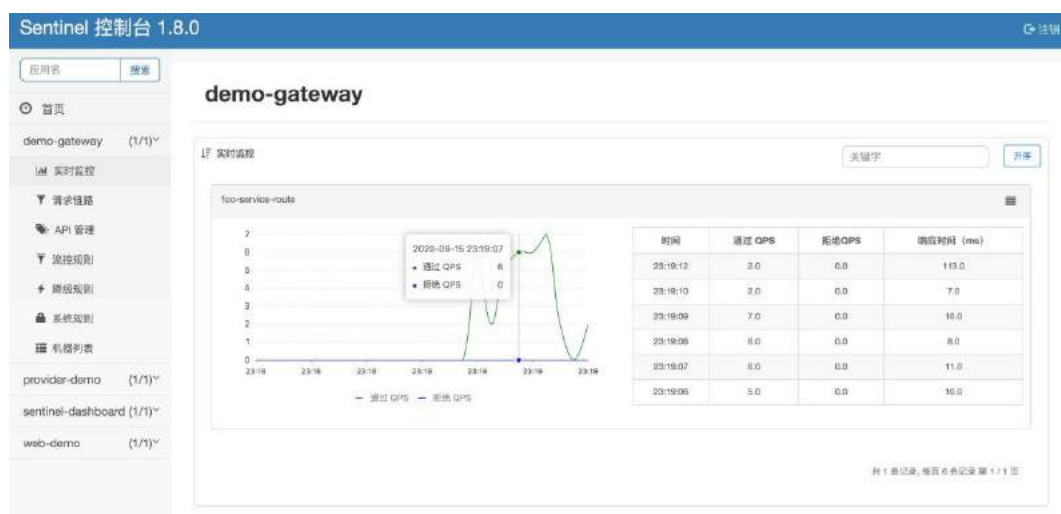 Sentinel 控制台 1.8.0
注销
应用名 搜索
首页
demo-gateway (1/1)
实时监控
请求链路
API 管理
流控规则
降级规则
系统规则
机器列表
provider-demo (1/1)
sentinel-dashboard (1/1)
web-demo (1/1)
demo-gateway
实时监控 关键字 升序
foo-service-route
7
6
5
4
3
2
1
0
2020-09-15 23:19:07
通过 QPS 6
拒绝 QPS 0
23:19 23:19 23:19 23:19 23:19 23:19 23:19
通过 QPS 拒绝 QPS
时间 通过 QPS 拒绝QPS 响应时间 (ms)
23:19:12 2.0 0.0 113.0
23:19:10 2.0 0.0 7.0
23:19:09 7.0 0.0 10.0
23:19:08 6.0 0.0 8.0
23:19:07 6.0 0.0 11.0
23:19:06 5.0 0.0 10.0
共 1 条记录, 每页 6 条记录 第 1 / 1 页